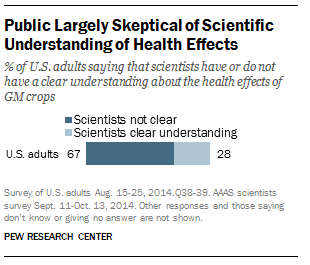 Public Largely Skeptical of Scientific
Understanding of Health Effects
% of U.S. adults saying that scientists have or do not
have a clear understanding about the health effects of
GM crops
Scientists not clear
Scientists clear understanding
U.S. adults 67 28
Survey of U.S. adults Aug. 15-25, 2014.Q38-39. AAAS scientists
survey Sept. 11-Oct. 13, 2014. Other responses and those saying
don't know or giving no answer are not shown.
PEW RESEARCH CENTER